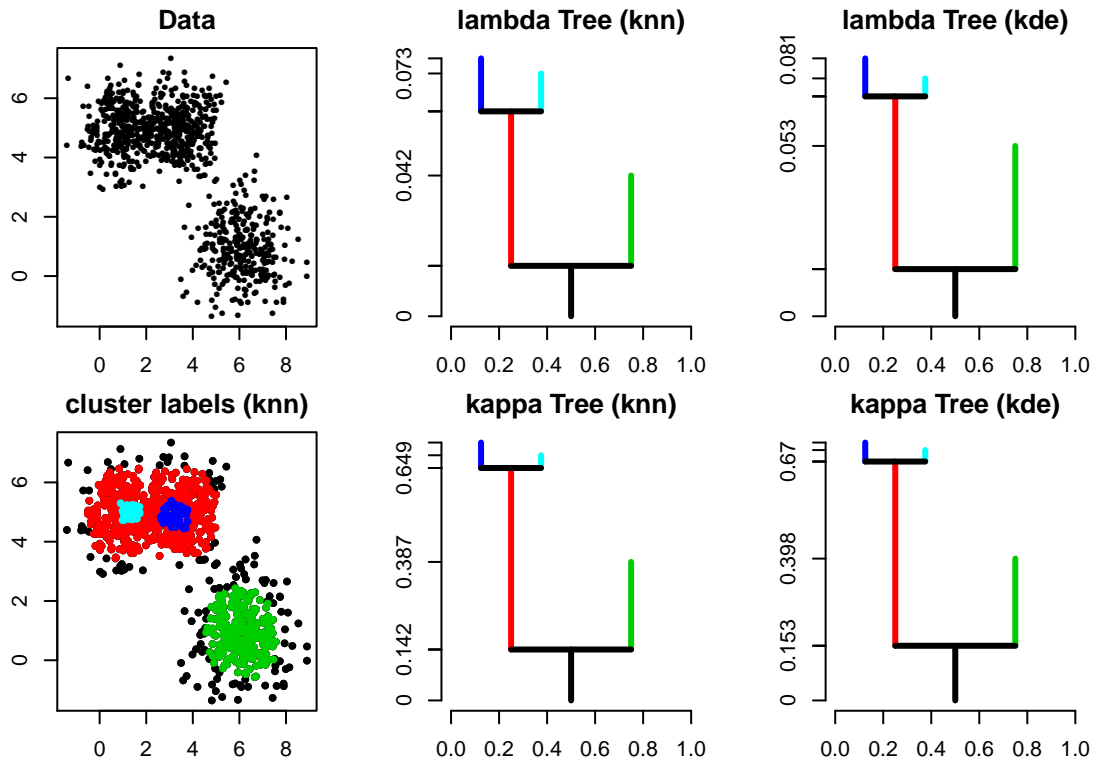 Data
lambda Tree (knn)
lambda Tree (kde)
6
4
2
0
0 2 4 6 8
0.073
0.042
0
0.0 0.2 0.4 0.6 0.8 1.0
0.081
0.053
0
0.0 0.2 0.4 0.6 0.8 1.0
cluster labels (knn)
kappa Tree (knn)
kappa Tree (kde)
6
4
2
0
0 2 4 6 8
0.649
0.387
0.142
0
0.0 0.2 0.4 0.6 0.8 1.0
0.67
0.398
0.153
0
0.0 0.2 0.4 0.6 0.8 1.0